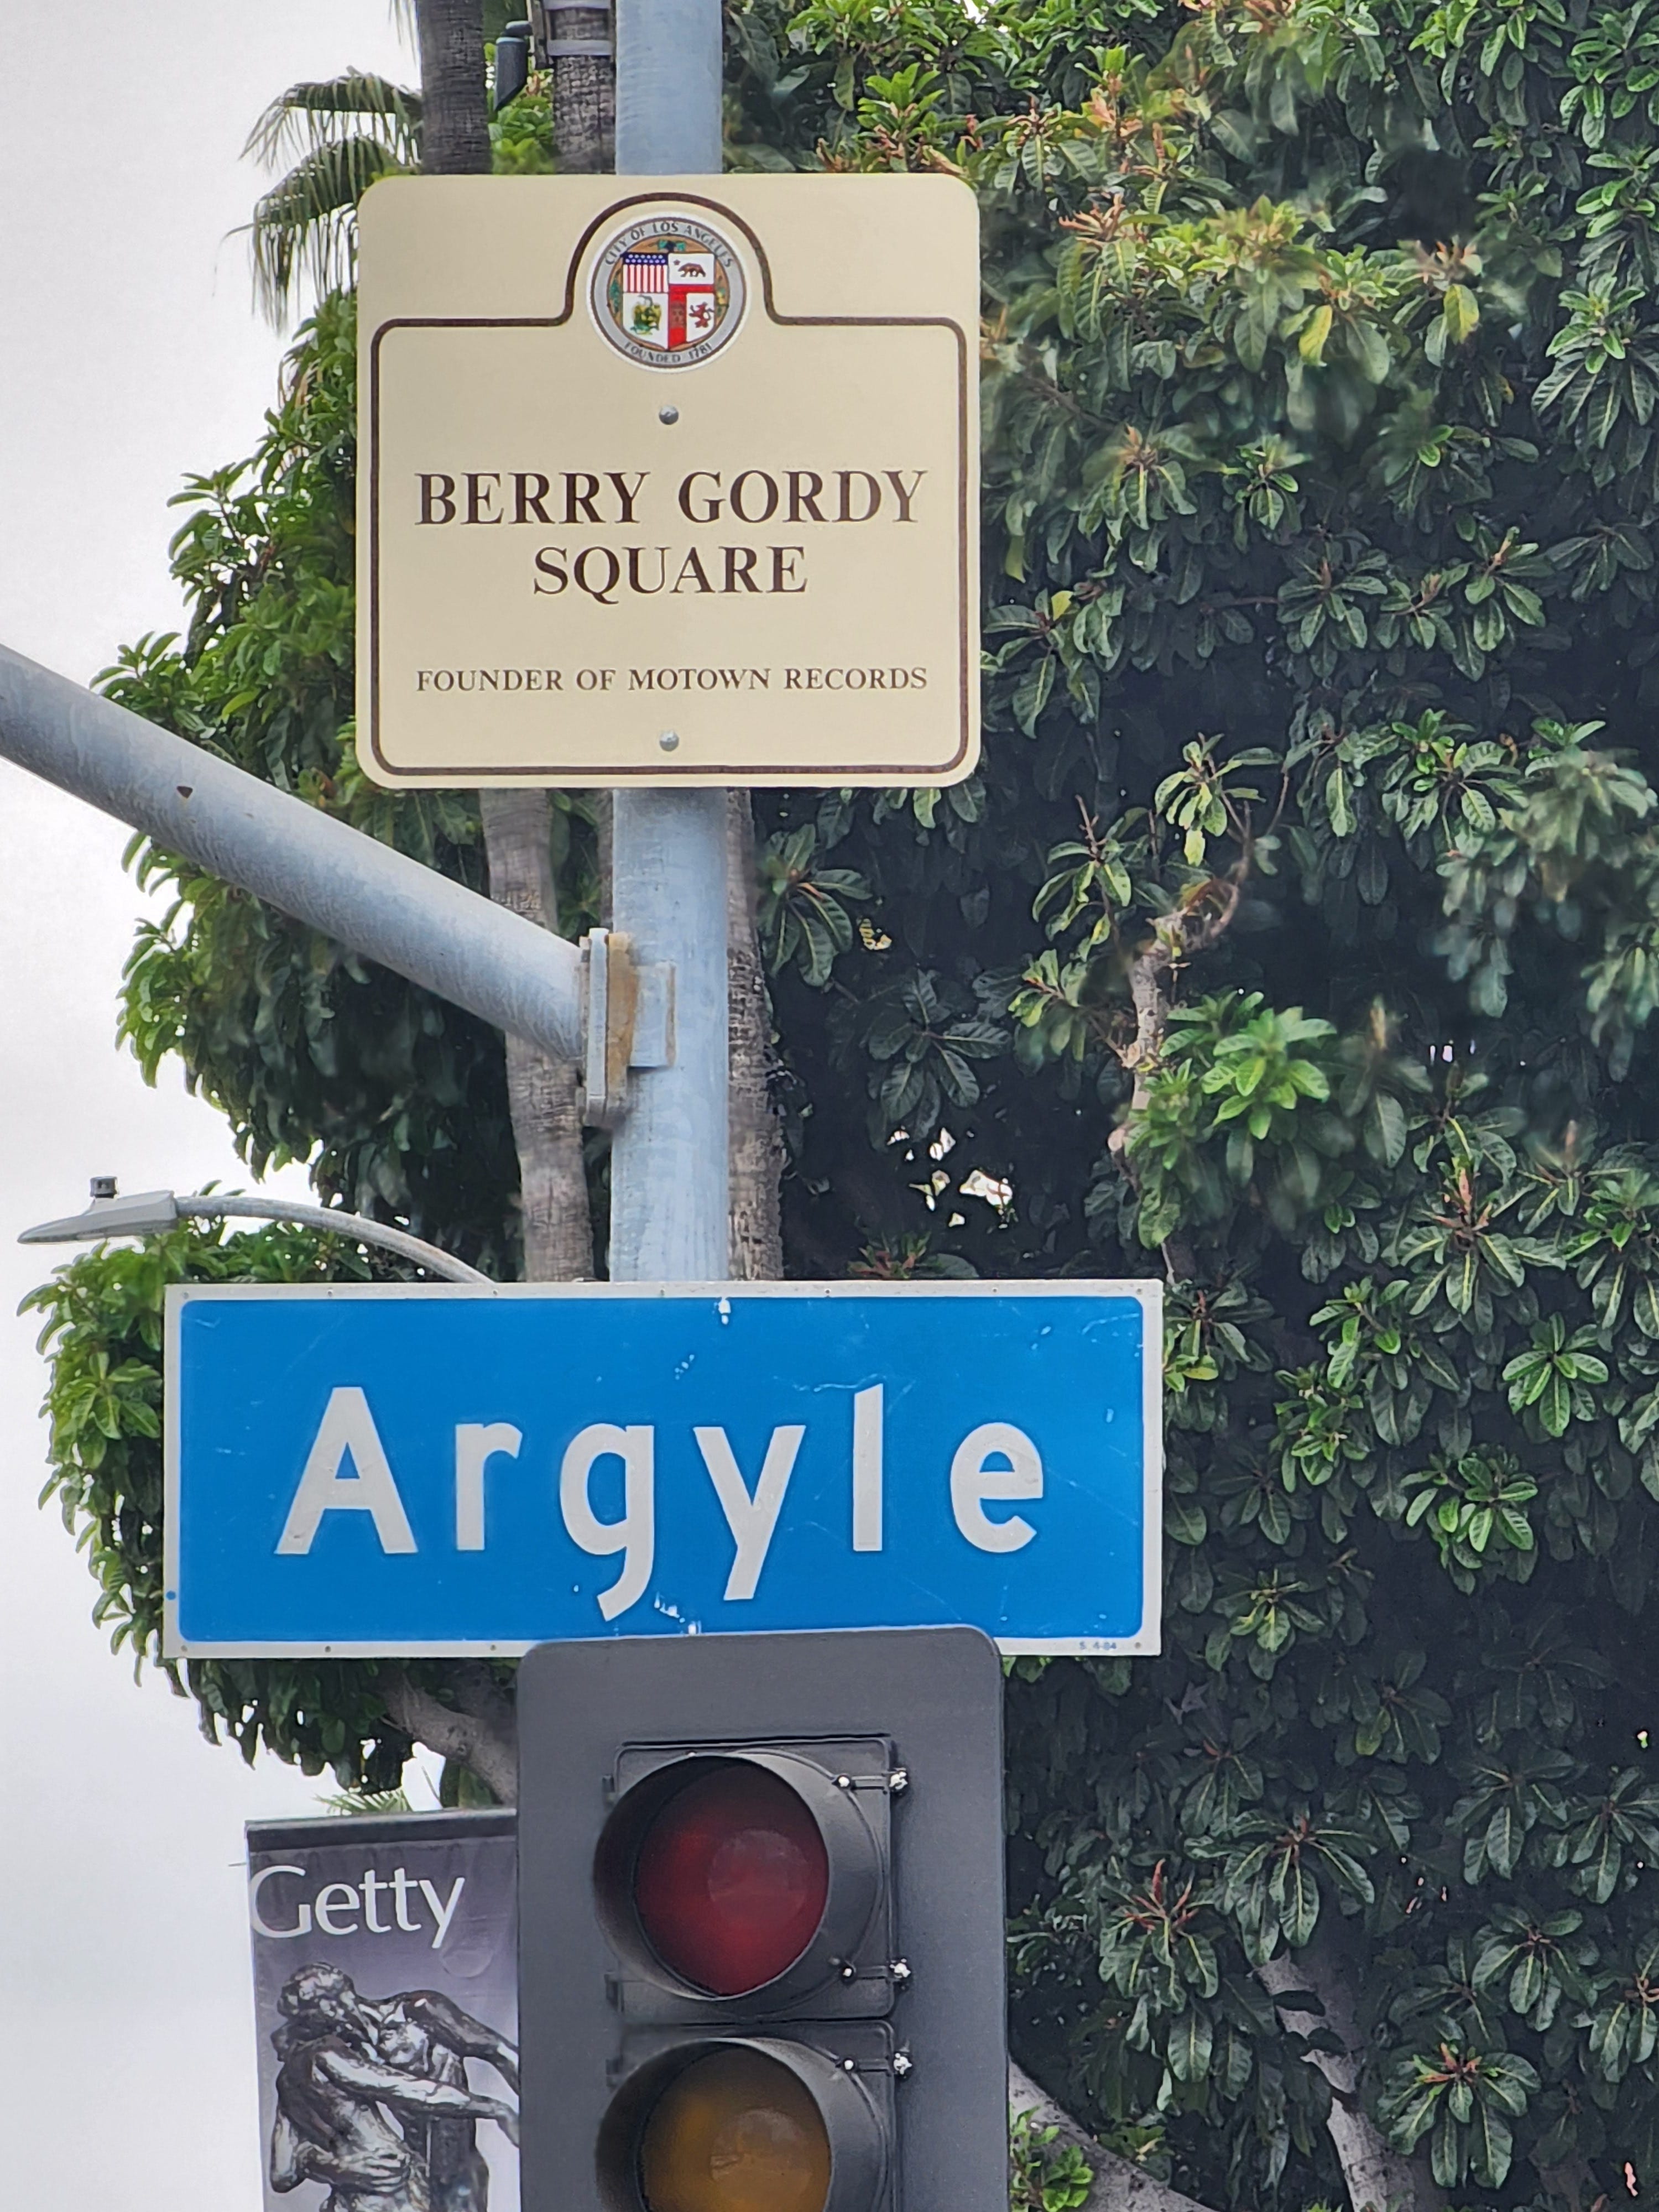 CITY OF LOS ANGELES
FOUNDED 1781
BERRY GORDY
SQUARE
FOUNDER OF MOTOWN RECORDS
Argyle
Getty